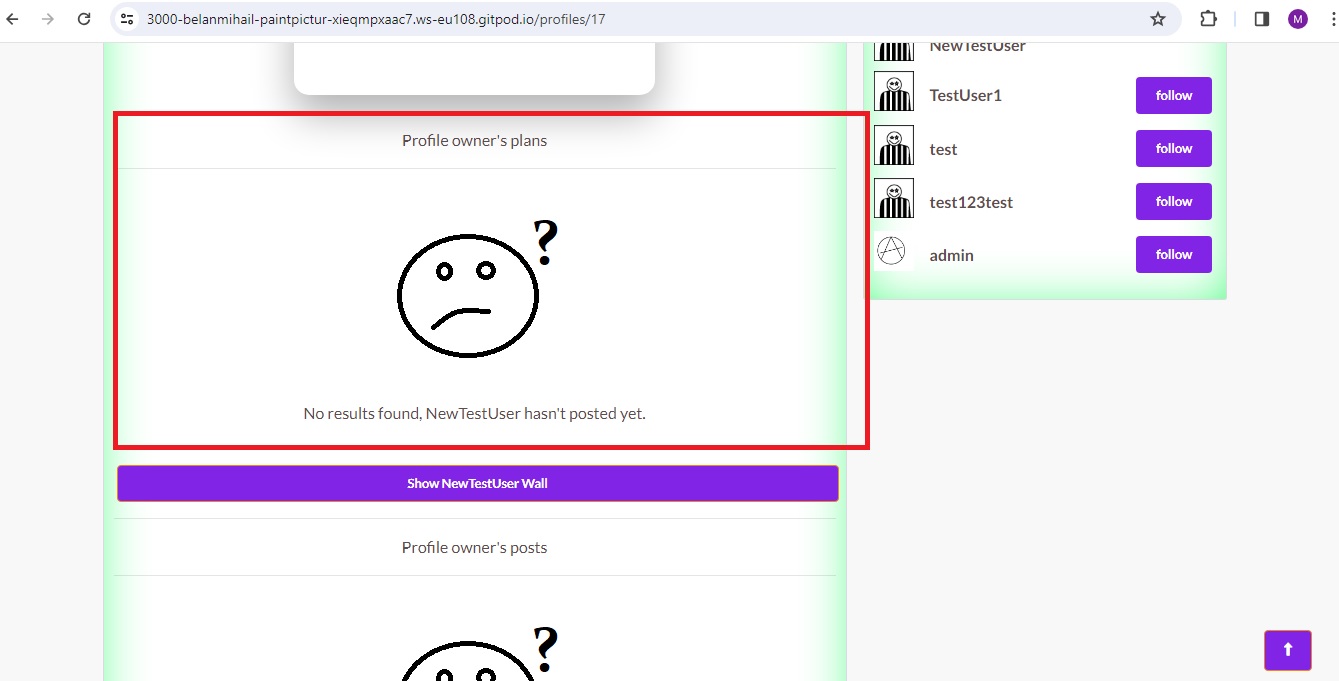 3000-belanmihail-paintpictur-xieqmpxaac7.ws-eu108.gitpod.io/profiles/17
M
Profile owner's plans
?
No results found, NewTestUser hasn't posted yet.
Show NewTestUser Wall
Profile owner's posts
?
NewTestUser
TestUser1
follow
test
follow
test123test
follow
admin
follow